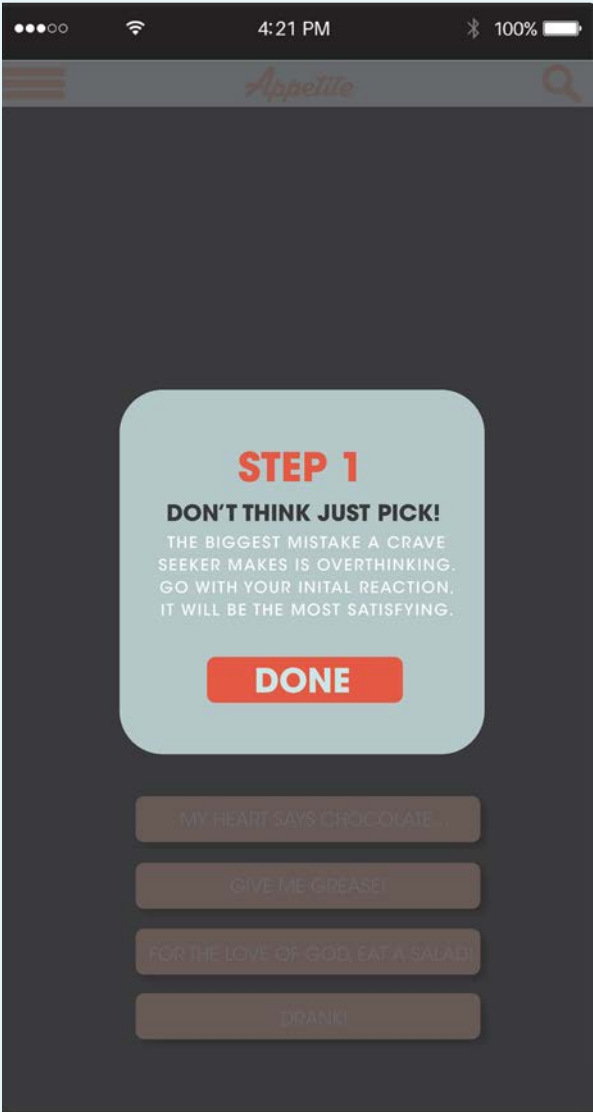 4:21 PM
100%
Appetite
STEP 1
DON'T THINK JUST PICK!
THE BIGGEST MISTAKE A CRAVE
SEEKER MAKES IS OVERTHINKING.
GO WITH YOUR INITAL REACTION,
IT WILL BE THE MOST SATISFYING.
DONE
MY HEART SAYS CHOCOLATE...
GIVE ME GREASE!
FOR THE LOVE OF GOD, EAT A SALAD!
DRANK!